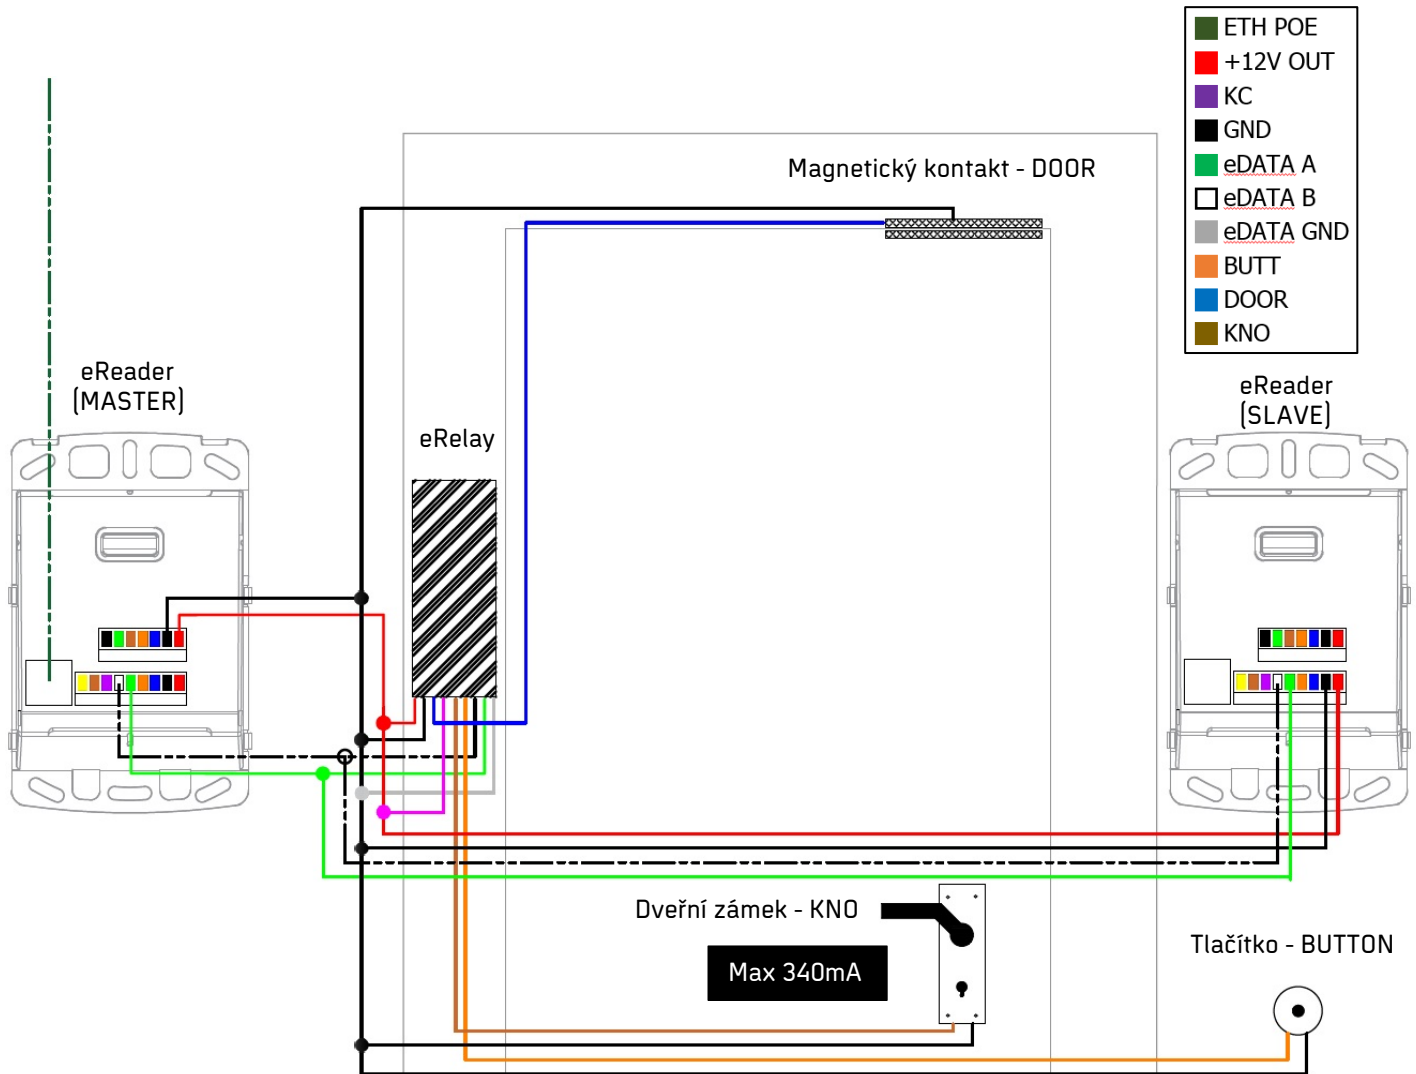 ETH POE
+12V OUT
KC
GND
eDATA A
eDATA B
eDATA GND
BUTT
DOOR
KNO
Magnetický kontakt - DOOR
eReader
(MASTER)
eRelay
eReader
(SLAVE)
Dveřní zámek - KNO
Max 340mA
Tlačítko - BUTTON